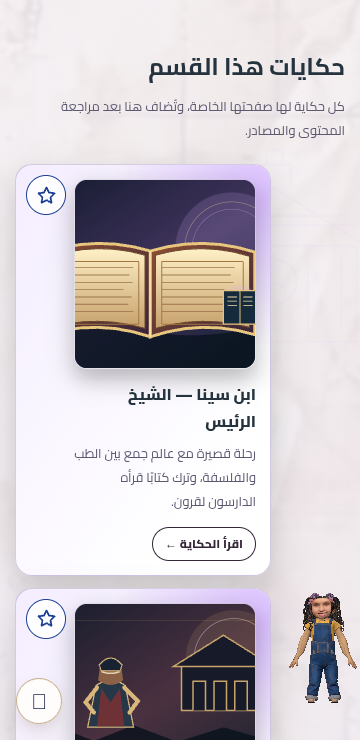 حكايات هذا القسم
كل حكاية لها صفحتها الخاصة، وتُضاف هنا بعد مراجعة
المحتوى والمصادر.
ابن سينا — الشيخ
الرئيس
رحلة قصيرة مع عالم جمع بين الطب
والفلسفة، وترك كتابًا قرأه
الدارسون لقرون.
اقرأ الحكاية ←